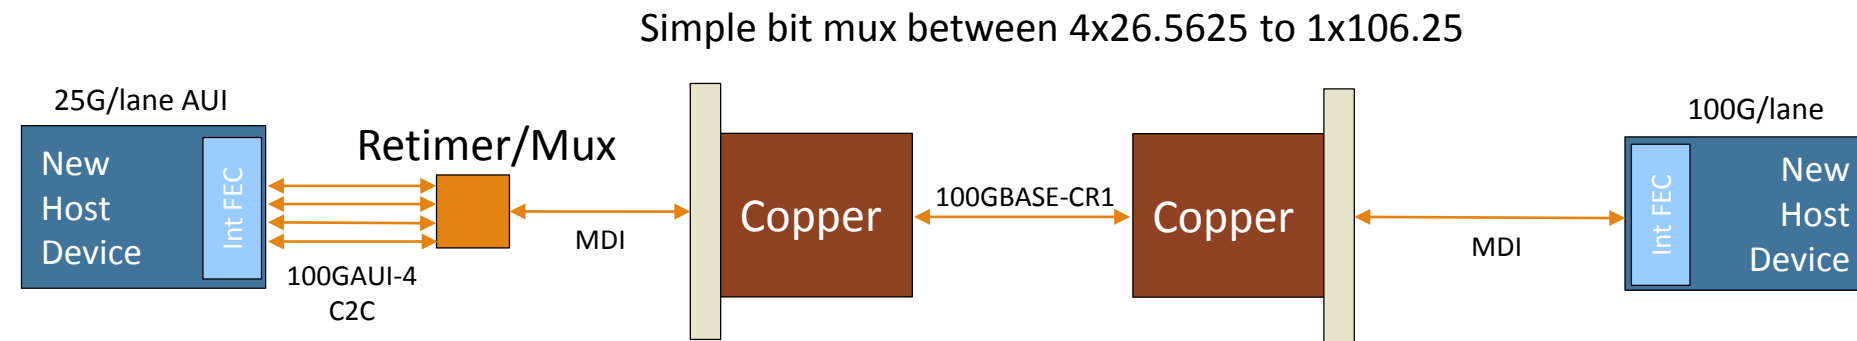 Simple bit mux between 4x26.5625 to 1x106.25
25G/lane AUI
New
Host
Device
Int FEC
100GAUI-4
C2C
Retimer/Mux
MDI
Copper
100GBASE-CR1
Copper
MDI
100G/lane
Int FEC
New
Host
Device